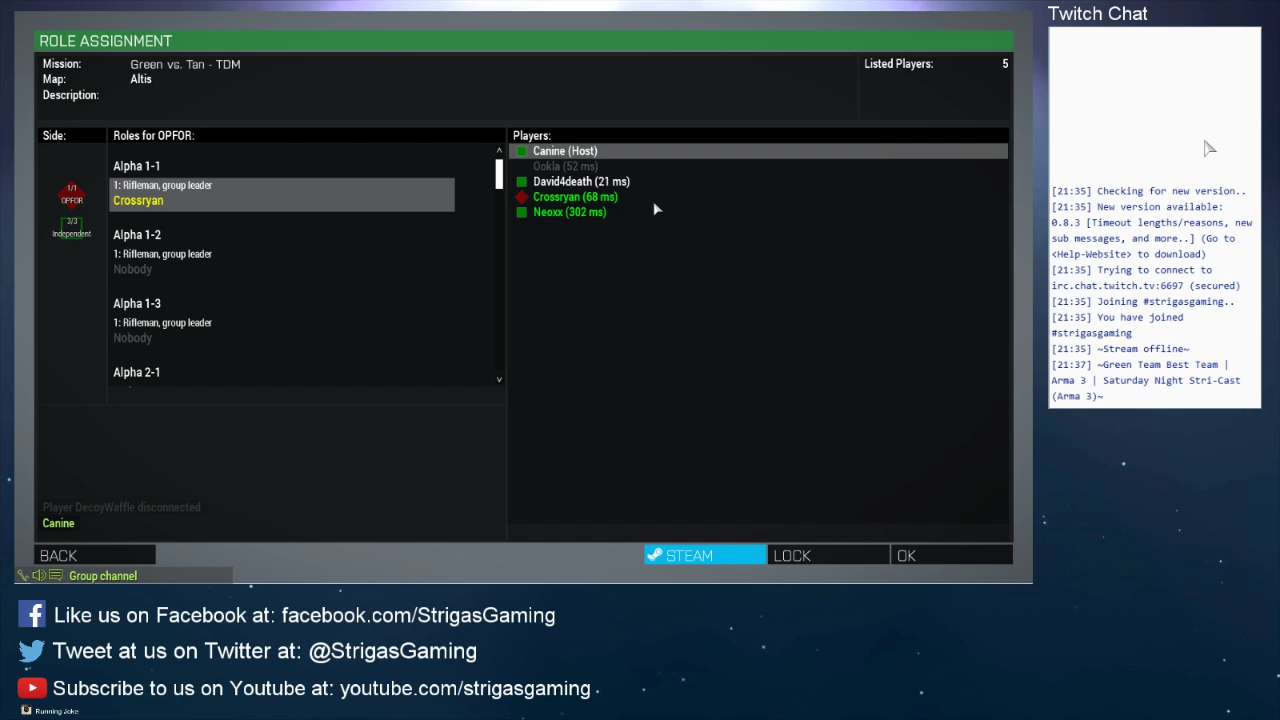 Twitch Chat
ROLE ASSIGNMENT
Mission: Green vs. Tan - TDM
Listed Players: 5
Map: Altis
Description:
Side:
Roles for OPFOR:
Players:
1/1
OPFOR
3/3
Independent
Alpha 1-1
1: Rifleman, group leader
Crossryan
Alpha 1-2
1: Rifleman, group leader
Nobody
Alpha 1-3
1: Rifleman, group leader
Nobody
Alpha 2-1
Canine (Host)
Ookla (52 ms)
David4death (21 ms)
Crossryan (68 ms)
Neoxx (302 ms)
Player DecoyWaffle disconnected
Canine
BACK
STEAM
LOCK
OK
Group channel
[21:35] Checking for new version..
[21:35] New version available:
0.8.3 [Timeout lengths/reasons, new
sub messages, and more..] (Go to
<Help-Website> to download)
[21:35] Trying to connect to
irc.chat.twitch.tv:6697 (secured)
[21:35] Joining #strigasgaming..
[21:35] You have joined
#strigasgaming
[21:35] ~Stream offline~
[21:37] ~Green Team Best Team |
Arma 3 | Saturday Night Stri-Cast
(Arma 3)~
Like us on Facebook at: facebook.com/StrigasGaming
Tweet at us on Twitter at: @StrigasGaming
Subscribe to us on Youtube at: youtube.com/strigasgaming
Running Joke